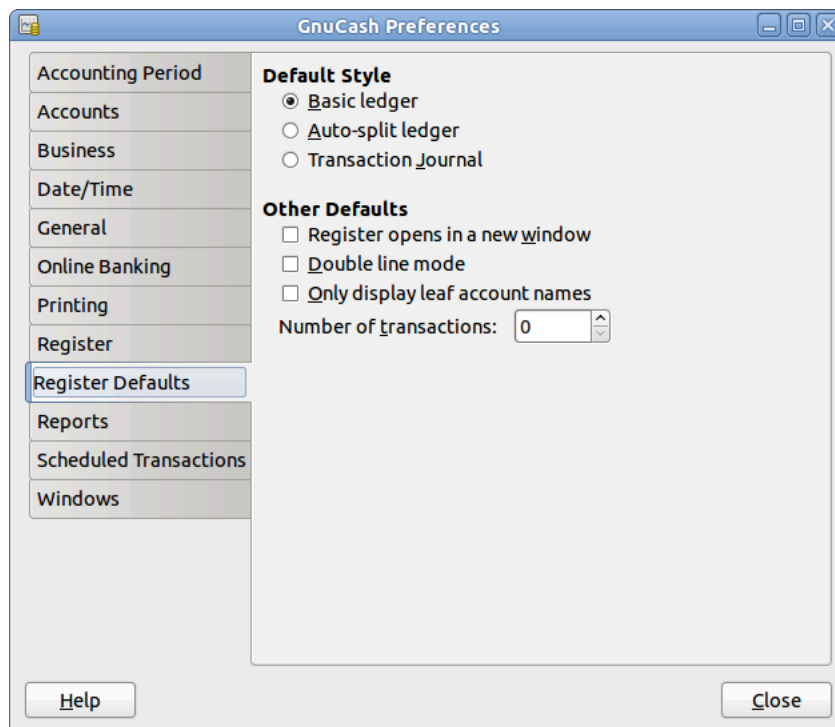 GnuCash Preferences
Accounting Period
Accounts
Business
Date/Time
General
Online Banking
Printing
Register
Register Defaults
Reports
Scheduled Transactions
Windows
Default Style
Basic ledger
Auto-split ledger
Transaction Journal
Other Defaults
Register opens in a new window
Double line mode
Only display leaf account names
Number of transactions: 0
Help
Close